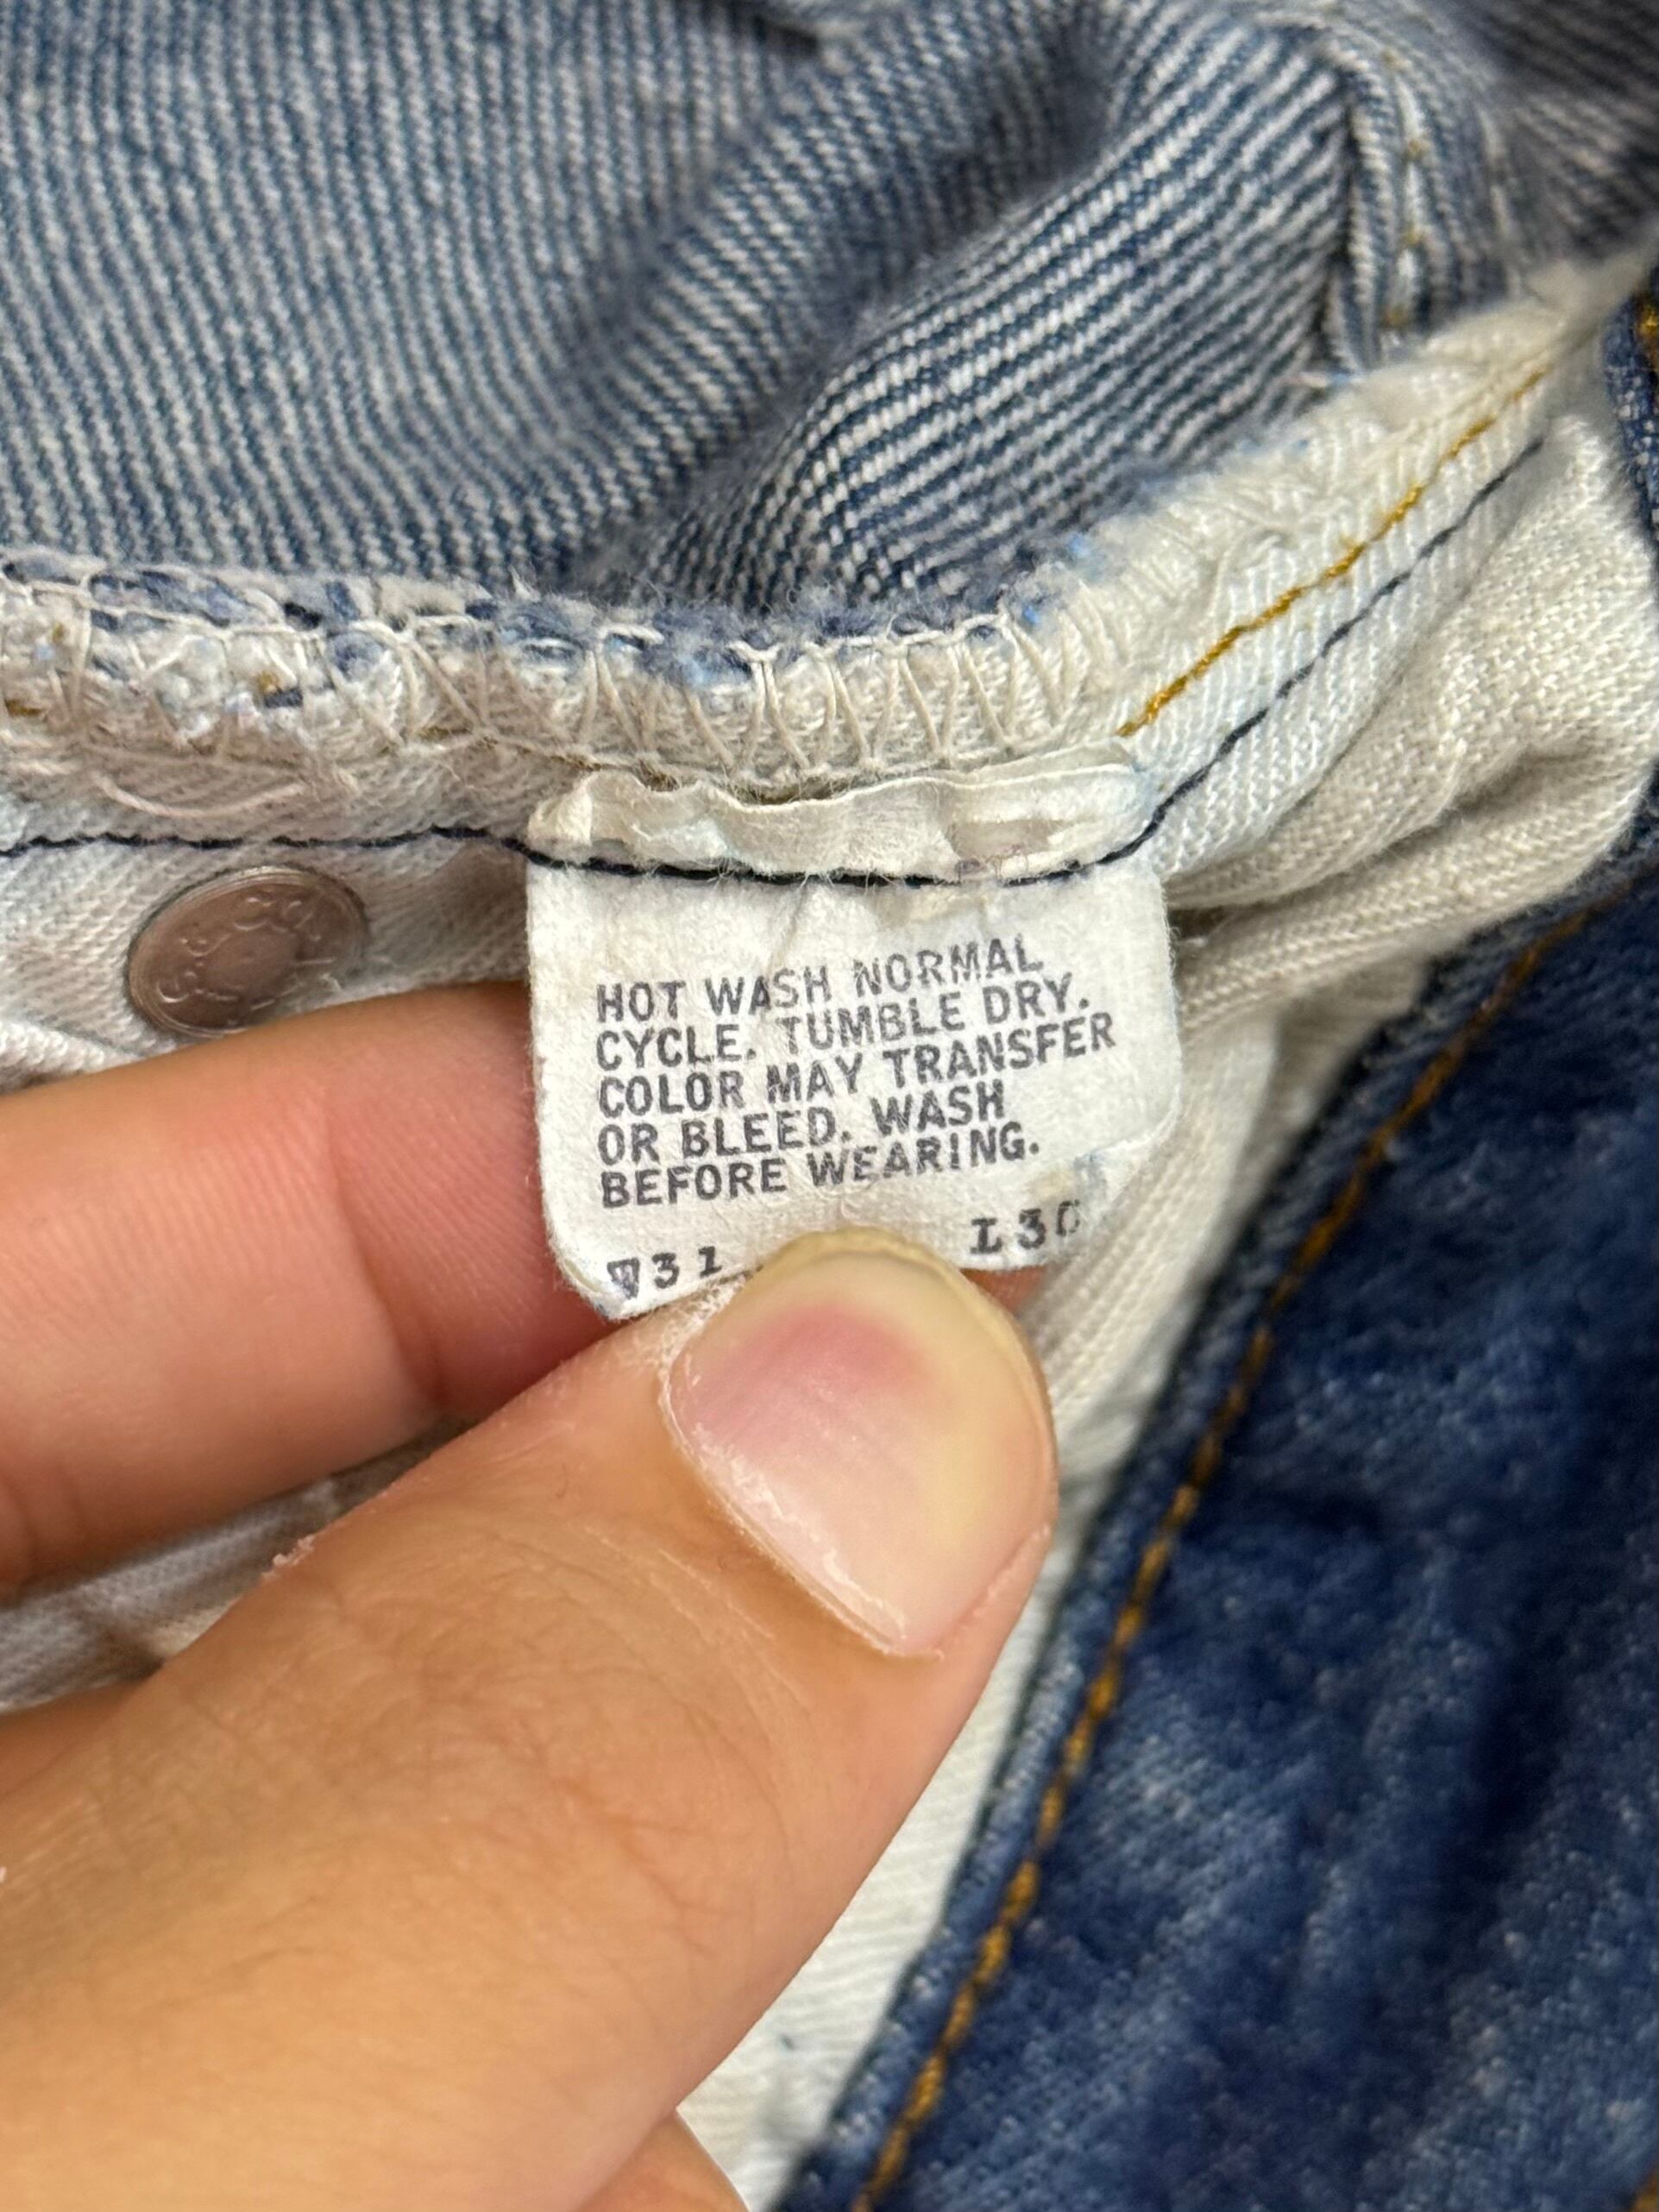 HOT WASH NORMAL
CYCLE. TUMBLE DRY.
COLOR MAY TRANSFER
OR BLEED. WASH
BEFORE WEARING.
W31 L30